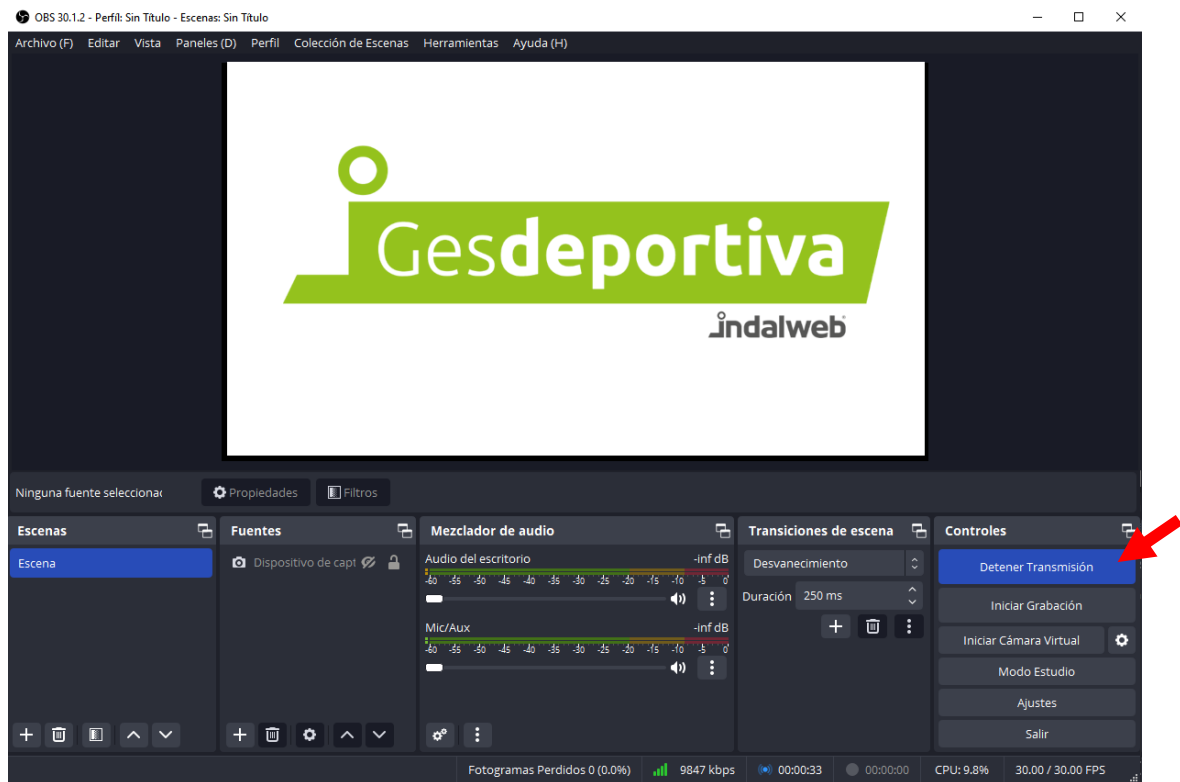 OBS 30.1.2 - Perfil: Sin Título - Escenas: Sin Título
Archivo (F) Editar Vista Paneles (D) Perfil Colección de Escenas Herramientas Ayuda (H)
Gesdeportiva
indalweb
Ninguna fuente seleccionac Propiedades Filtros
Escenas Fuentes Mezclador de audio Transiciones de escena Controles
Escena Dispositivo de capt Audio del escritorio -inf dB Desvanecimiento Detener Transmisión
-60 -55 -50 -45 -40 -35 -30 -25 -20 -15 -10 -5 0
Duración 250 ms Iniciar Grabación
Mic/Aux -inf dB
-60 -55 -50 -45 -40 -35 -30 -25 -20 -15 -10 -5 0
Iniciar Cámara Virtual
Modo Estudio
Ajustes
Salir
Fotogramas Perdidos 0 (0.0%) 9847 kbps 00:00:33 00:00:00 CPU: 9.8% 30.00 / 30.00 FPS